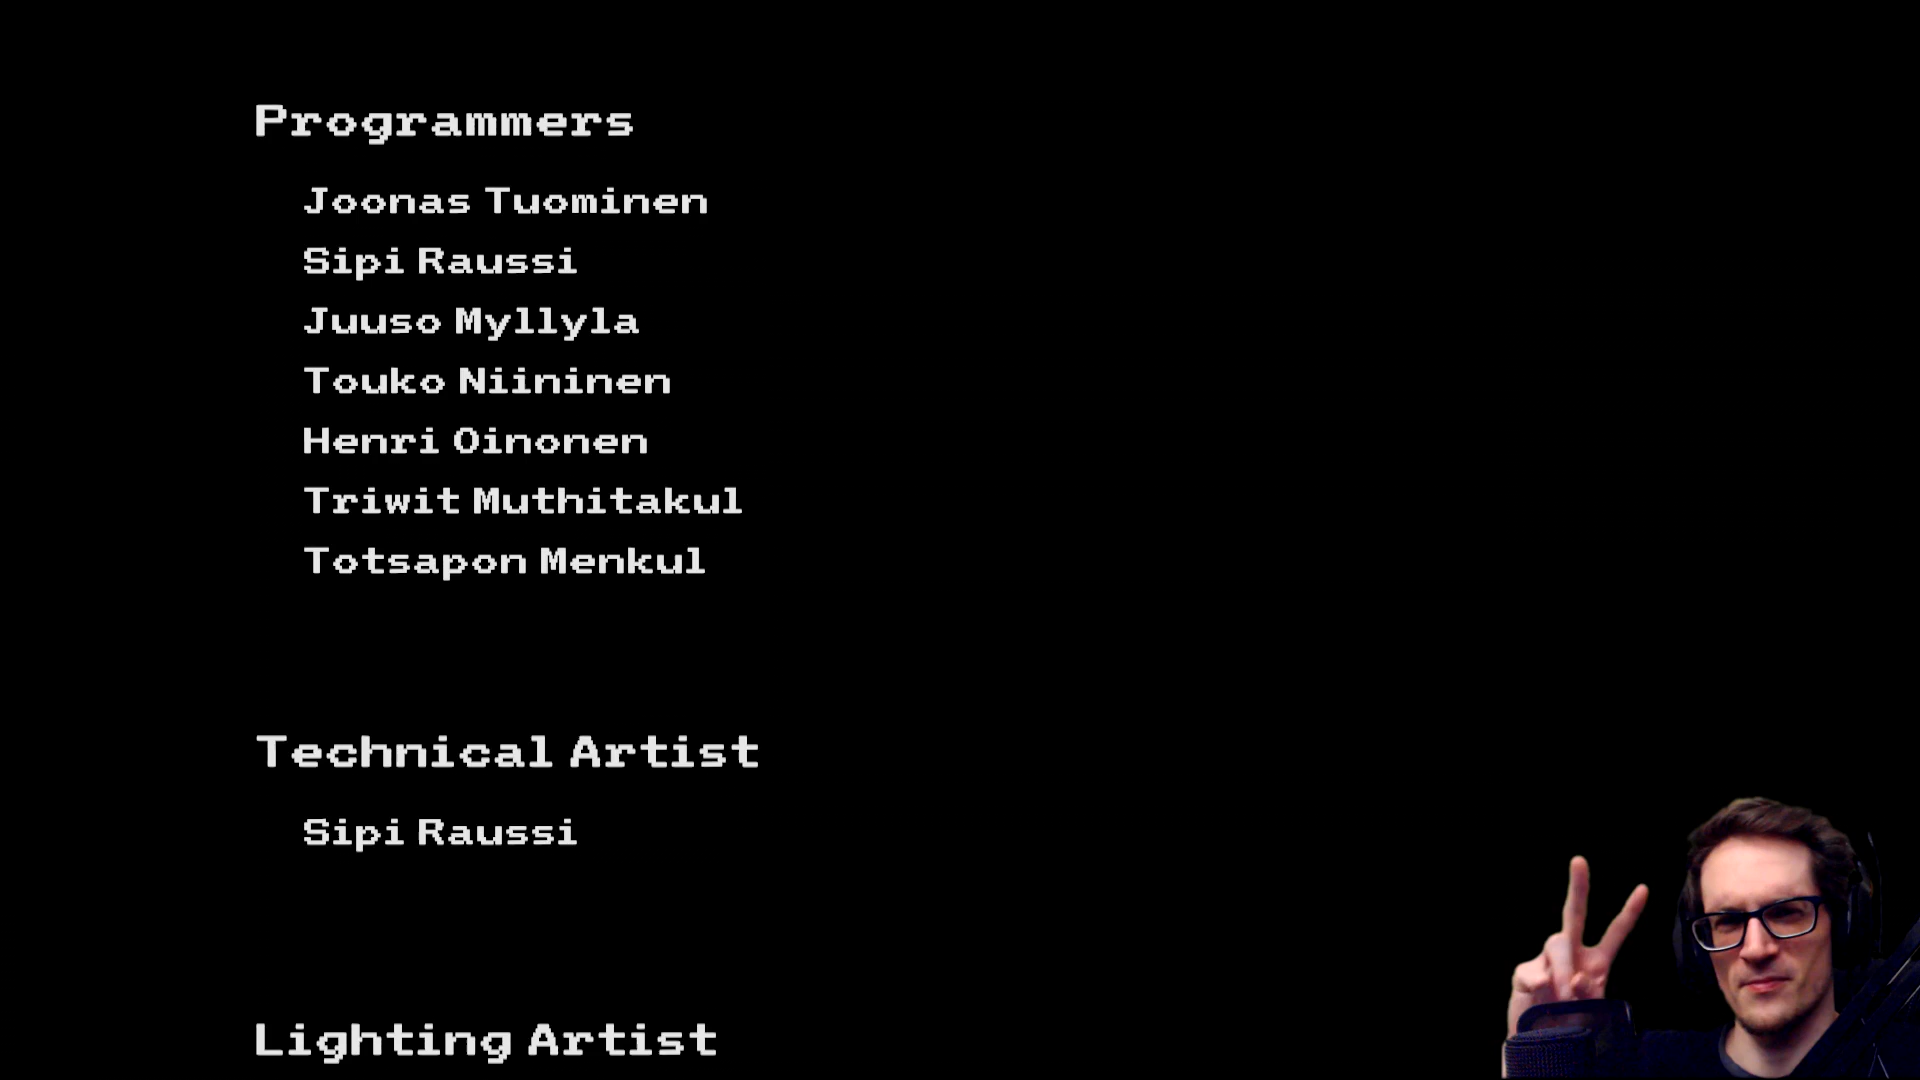 Programmers
Joonas Tuominen
Sipi Raussi
Juuso Myllyla
Touko Niininen
Henri Oinonen
Triwit Muthitakul
Totsapon Menkul
Technical Artist
Sipi Raussi
Lighting Artist